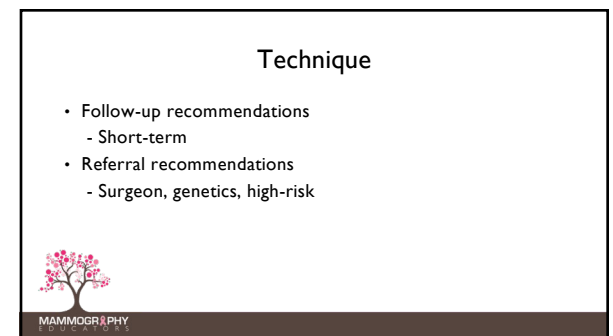 Technique
• Follow-up recommendations
- Short-term
• Referral recommendations
- Surgeon, genetics, high-risk
MAMMOGRAPHY
EDUCATORS